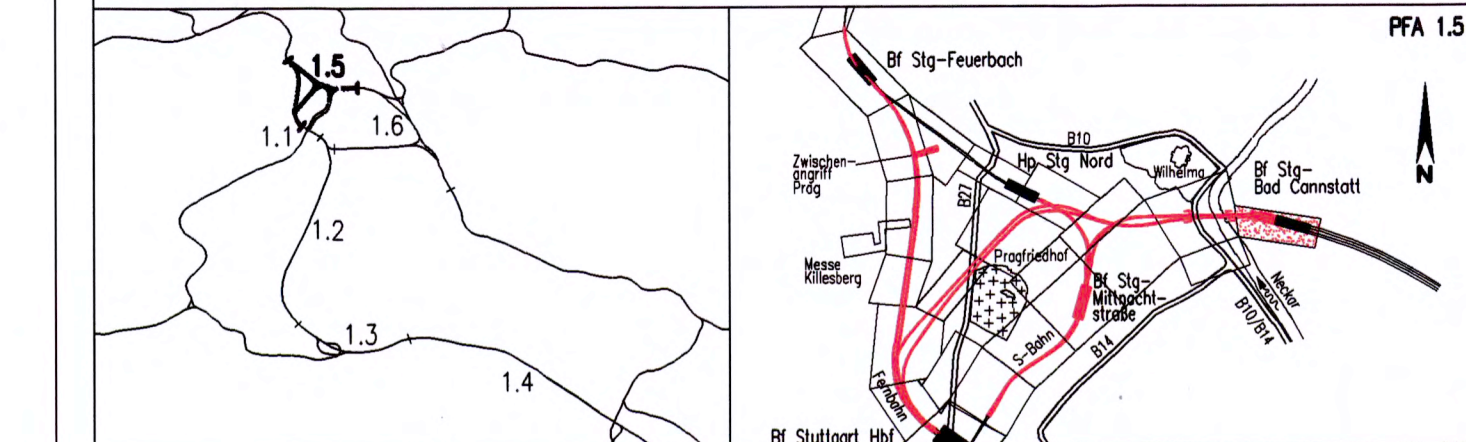 1.5
1.1
1.6
1.2
1.3
1.4
PFA 1.5
Bf Stg-Feuerbach
B10
Zwischen-
angriff
Prag
Hp Stg Nord
Wilhelma
Bf Stg-
Bad Cannstatt
N
B27
Messe
Killesberg
Pragfriedhof
Bf Stg-
Mittnacht-
straße
Neckar
B10/B14
S-Bahn
B14
Fernbahn
Bf Stuttgart Hbf